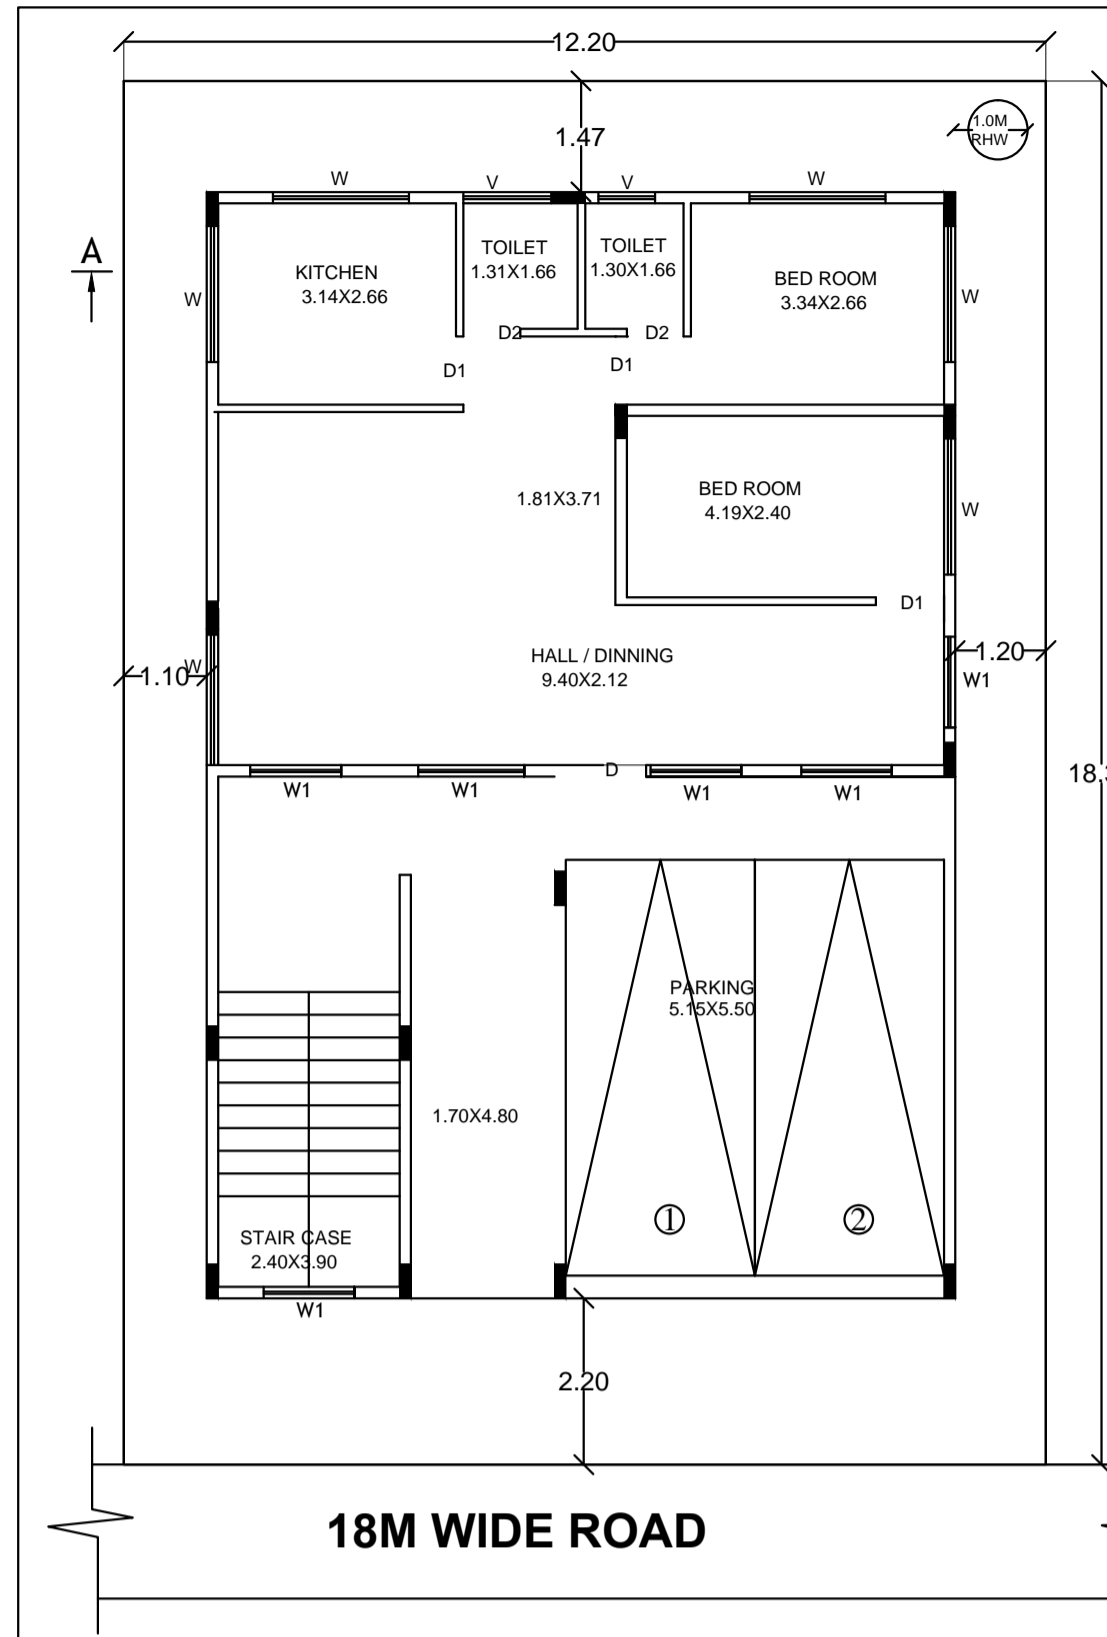 12.20
1.47
1.0M
RHW
W
V
V
W
A
KITCHEN
3.14X2.66
TOILET
1.31X1.66
TOILET
1.30X1.66
BED ROOM
3.34X2.66
W
W
D2
D2
D1
D1
1.81X3.71
BED ROOM
4.19X2.40
W
D1
HALL / DINNING
9.40X2.12
1.10
W
1.20
W1
D
W1
W1
W1
W1
18.3
PARKING
5.15X5.50
1.70X4.80
①
②
STAIR CASE
2.40X3.90
W1
2.20
18M WIDE ROAD